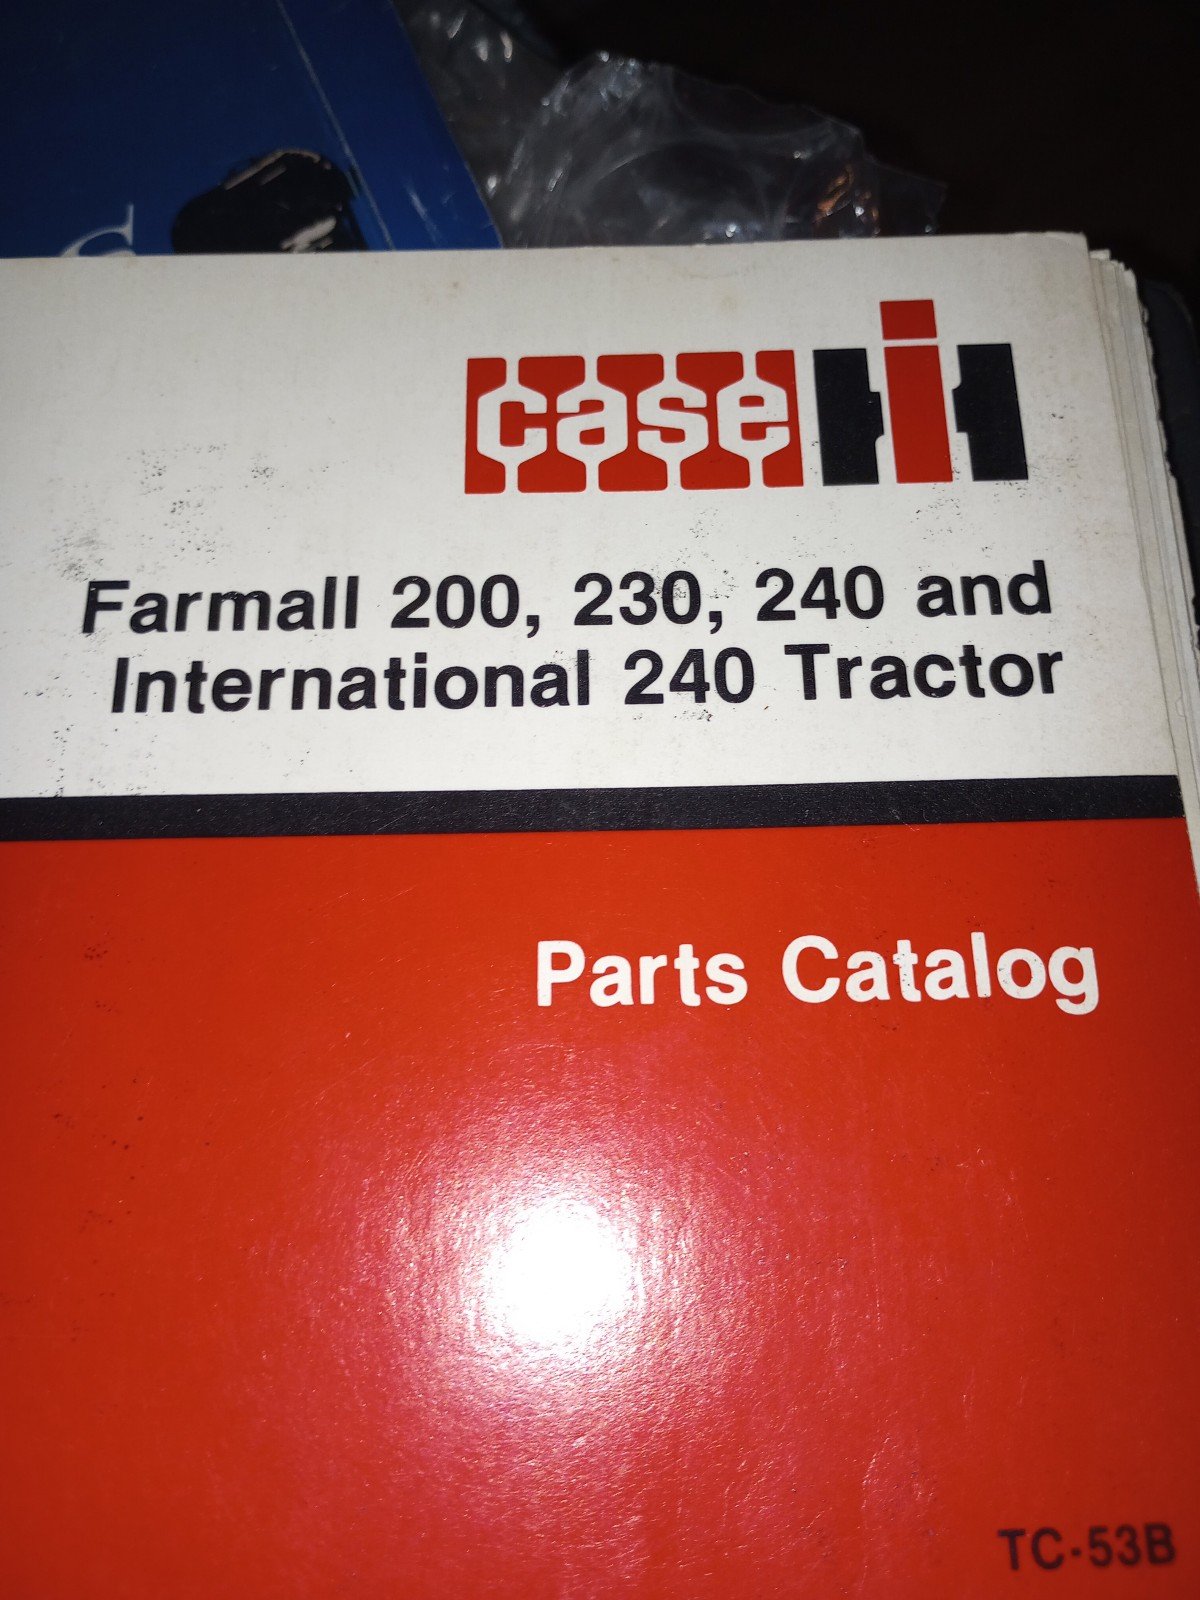 case IH
Farmall 200, 230, 240 and
International 240 Tractor
Parts Catalog
TC-53B